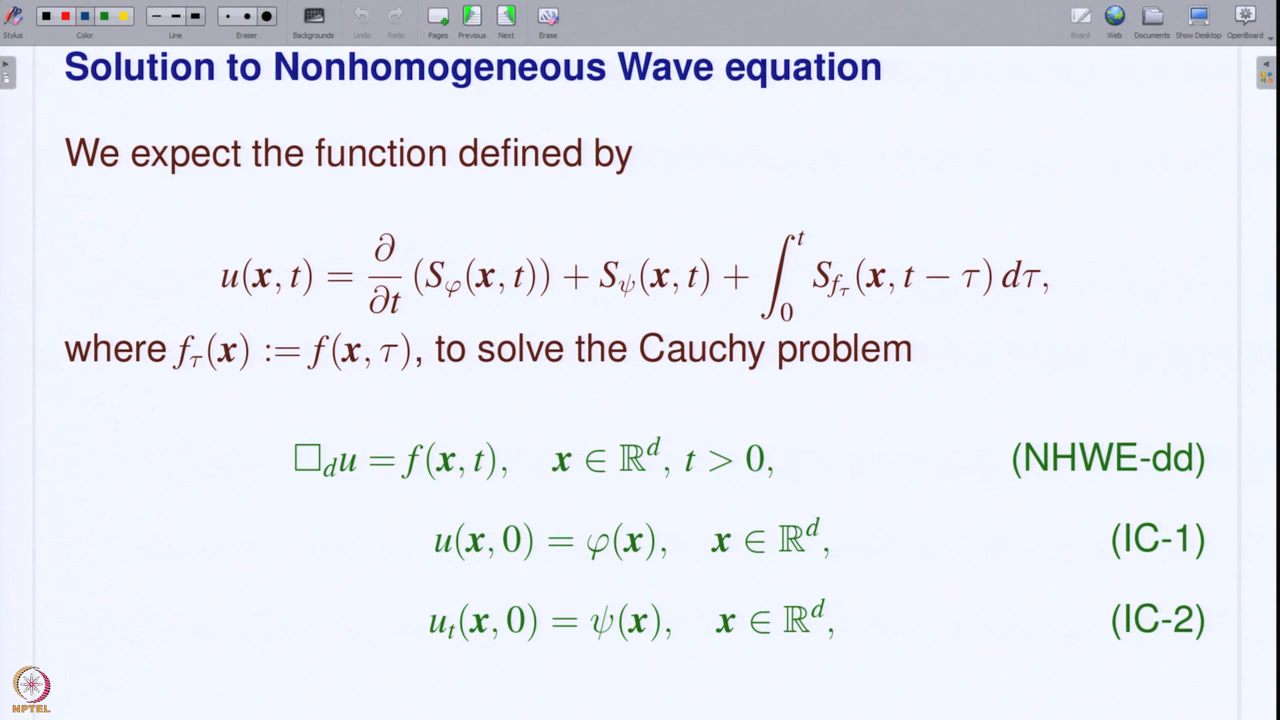 Stylus Color Line Eraser Backgrounds Undo Redo Pages Previous Next Erase Board Web Documents Show Desktop OpenBoard
Solution to Nonhomogeneous Wave equation
We expect the function defined by
u(x, t) = ∂/∂t (S_φ(x, t)) + S_ψ(x, t) + ∫_0^t S_{f_τ}(x, t − τ) dτ,
where f_τ(x) := f(x, τ), to solve the Cauchy problem
□_d u = f(x, t), x ∈ ℝ^d, t > 0, (NHWE-dd)
u(x, 0) = φ(x), x ∈ ℝ^d, (IC-1)
u_t(x, 0) = ψ(x), x ∈ ℝ^d, (IC-2)
NPTEL